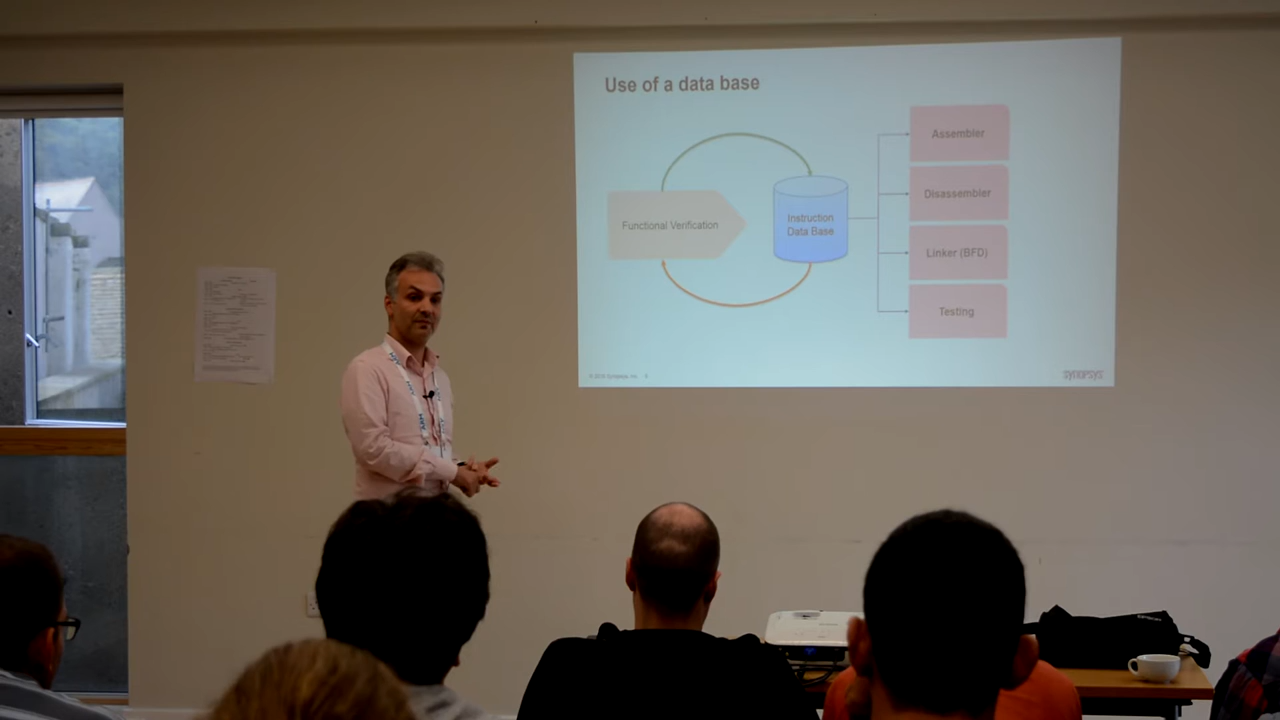 Use of a data base
Functional Verification
Instruction
Data Base
Assembler
Disassembler
Linker (BFD)
Testing
SYNOPSYS